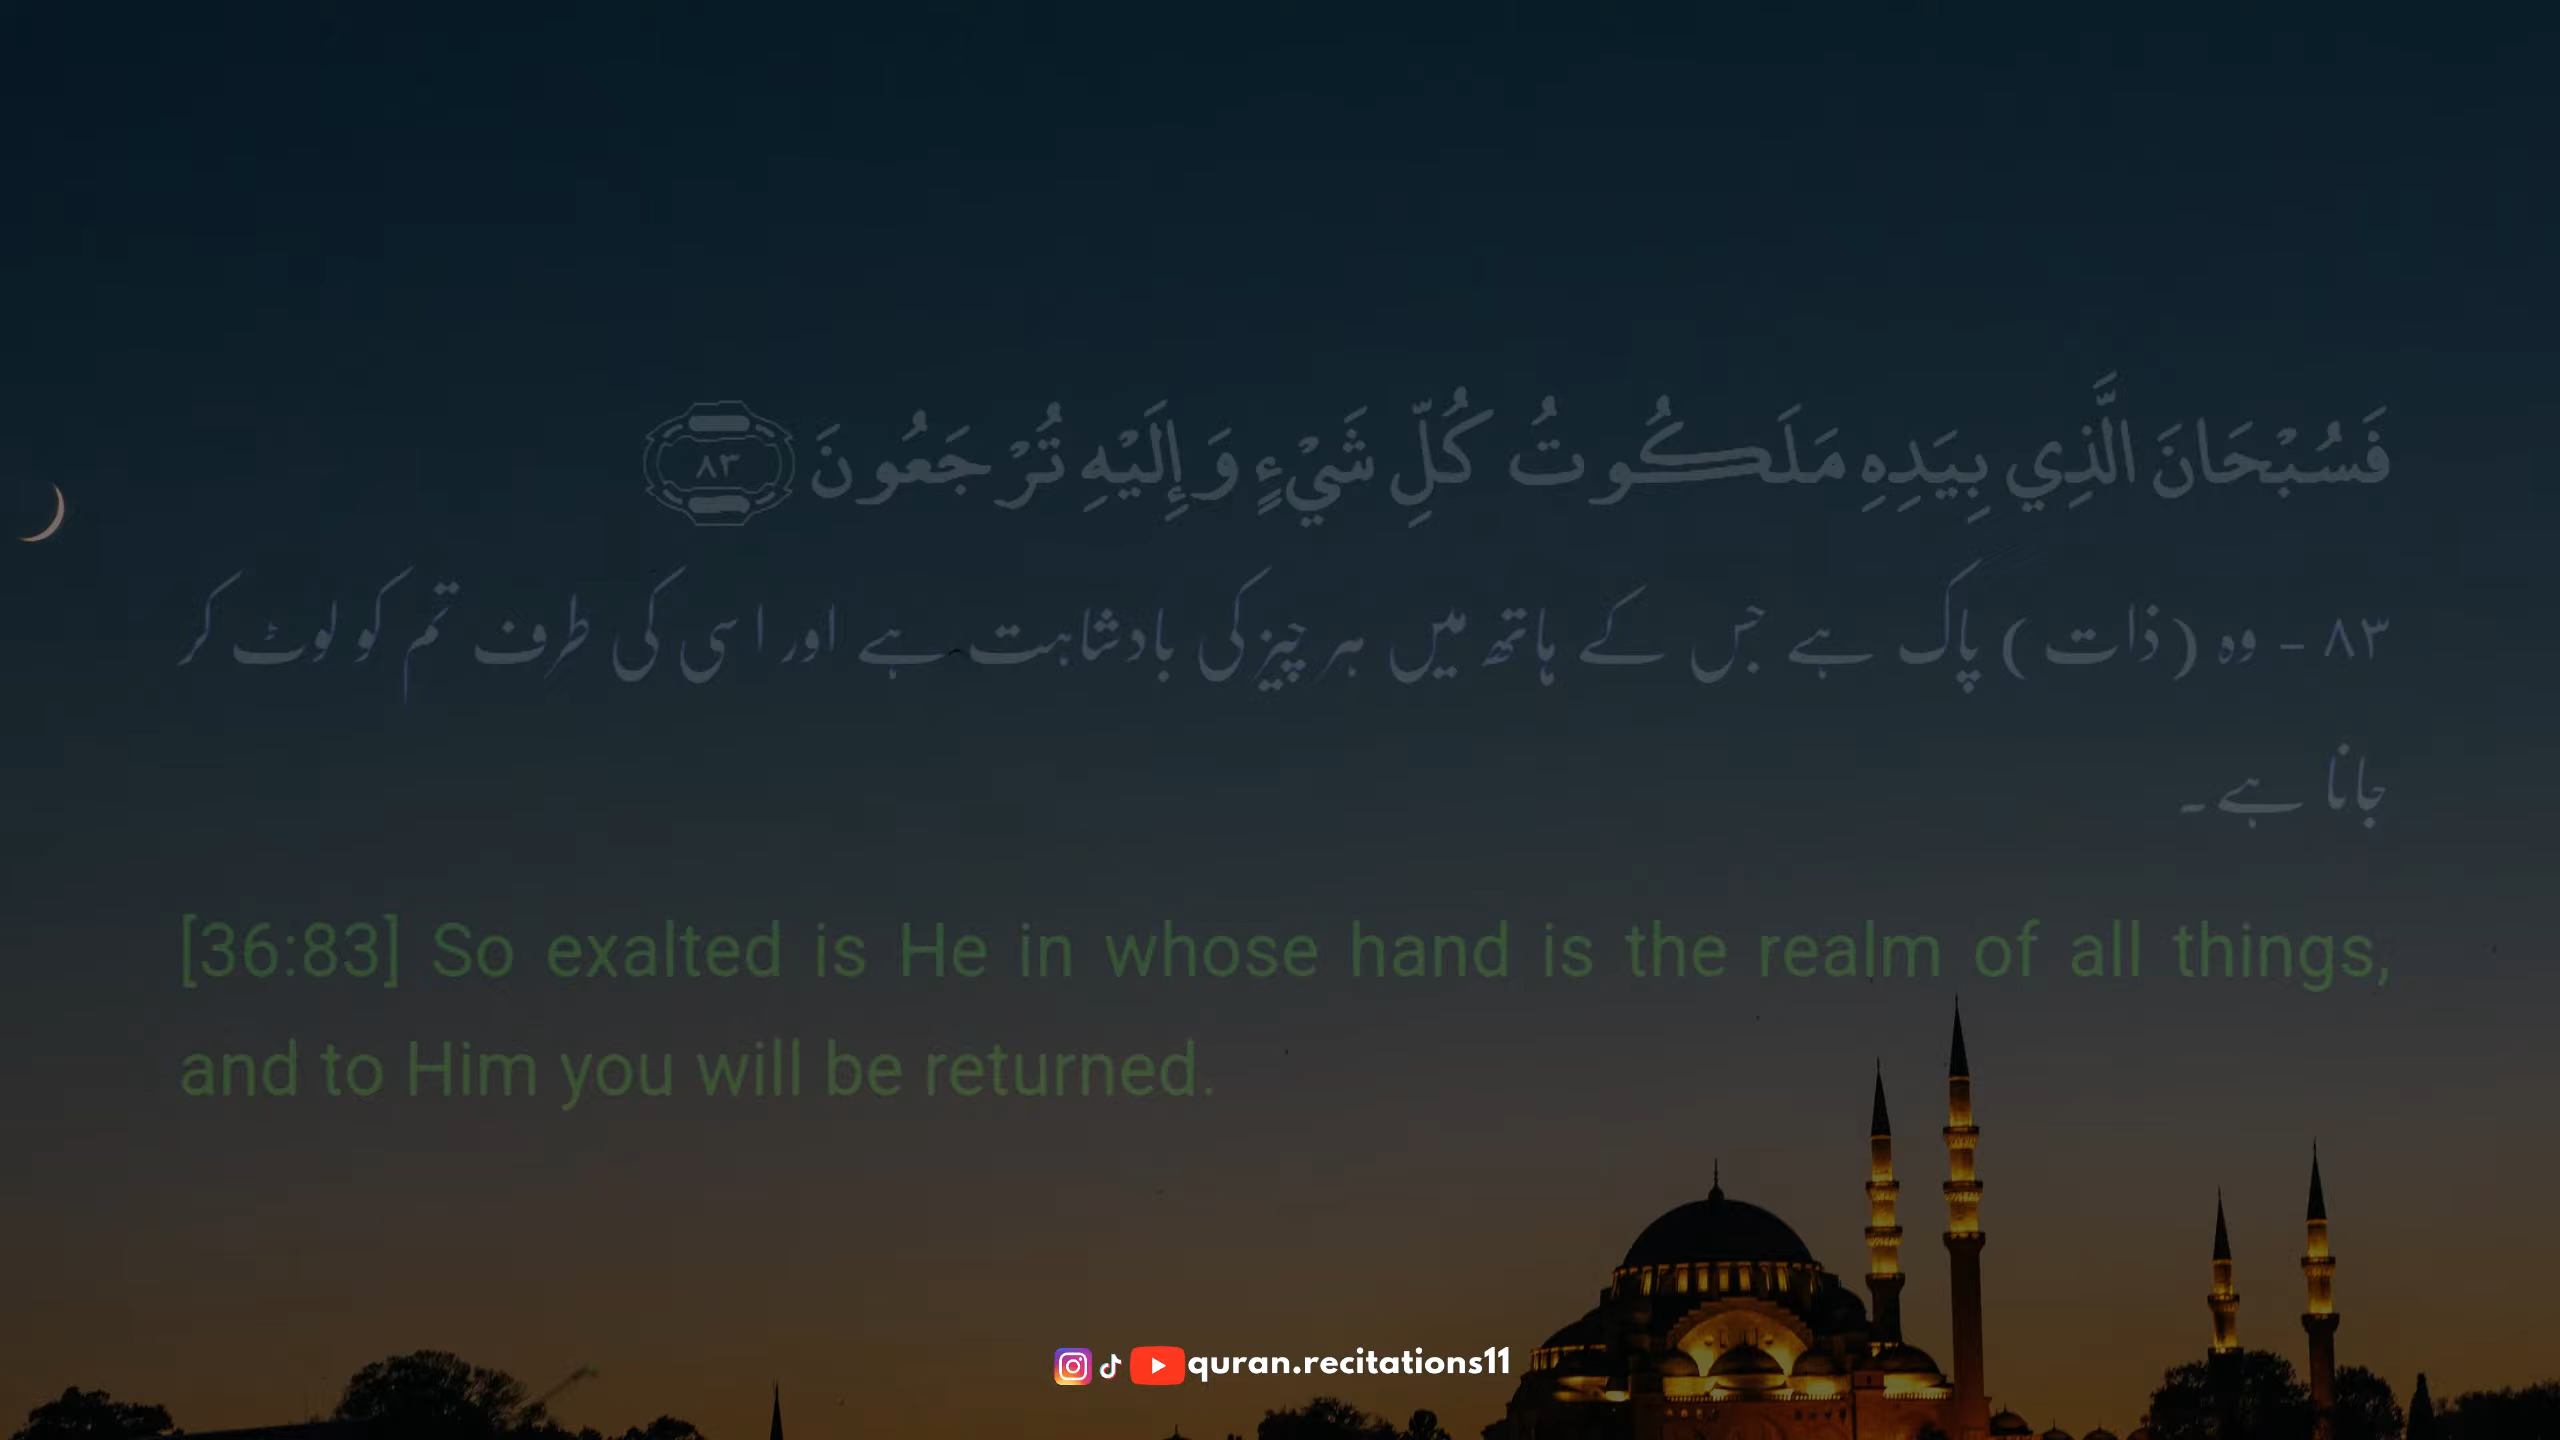 فَسُبْحَانَ الَّذِي بِيَدِهِ مَلَكُوتُ كُلِّ شَيْءٍ وَإِلَيْهِ تُرْجَعُونَ ٨٣
٨٣ - وہ (ذات) پاک ہے جس کے ہاتھ میں ہر چیز کی بادشاہت ہے اور اسی کی طرف تم کو لوٹ کر
جانا ہے۔
[36:83] So exalted is He in whose hand is the realm of all things,
and to Him you will be returned.
quran.recitations11